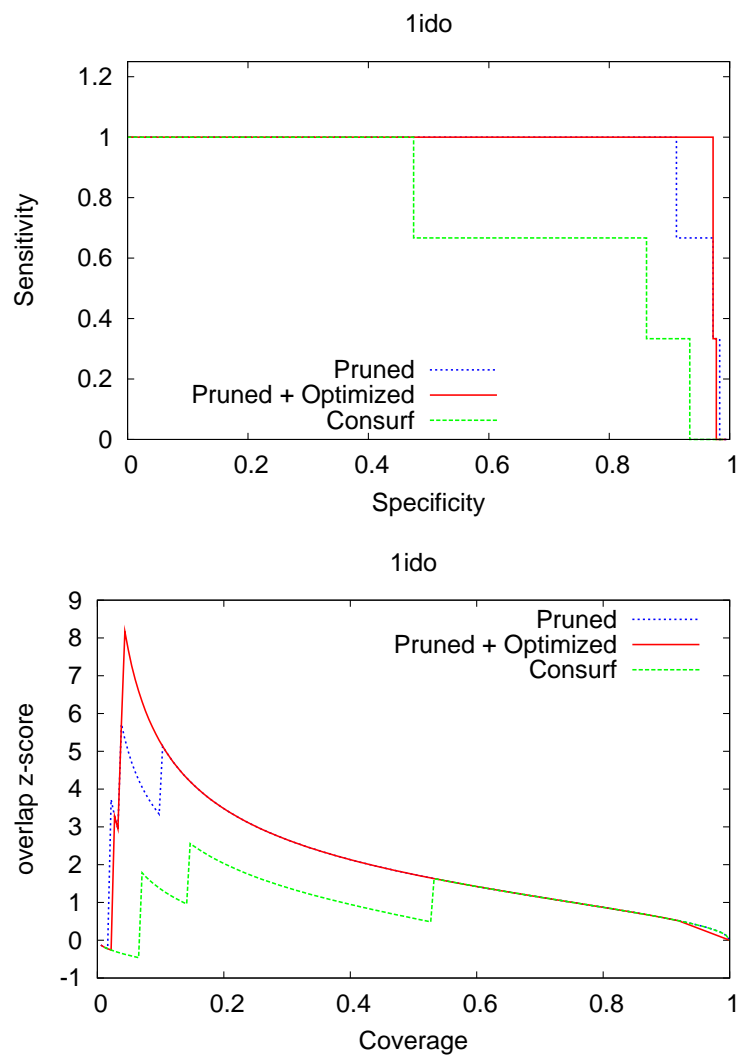 1ido
1.2
1
0.8
0.6
0.4
0.2
0
Sensitivity
Pruned
Pruned + Optimized
Consurf
0 0.2 0.4 0.6 0.8 1
Specificity
1ido
9
8
7
6
5
4
3
2
1
0
-1
overlap z-score
Pruned
Pruned + Optimized
Consurf
0 0.2 0.4 0.6 0.8 1
Coverage